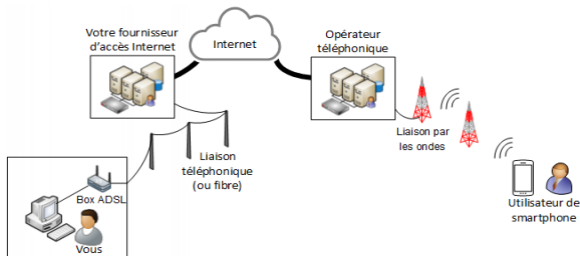 Votre fournisseur
d'accès Internet
Internet
Opérateur
téléphonique
Liaison par
les ondes
Liaison
téléphonique
(ou fibre)
Box ADSL
Vous
Utilisateur de
smartphone